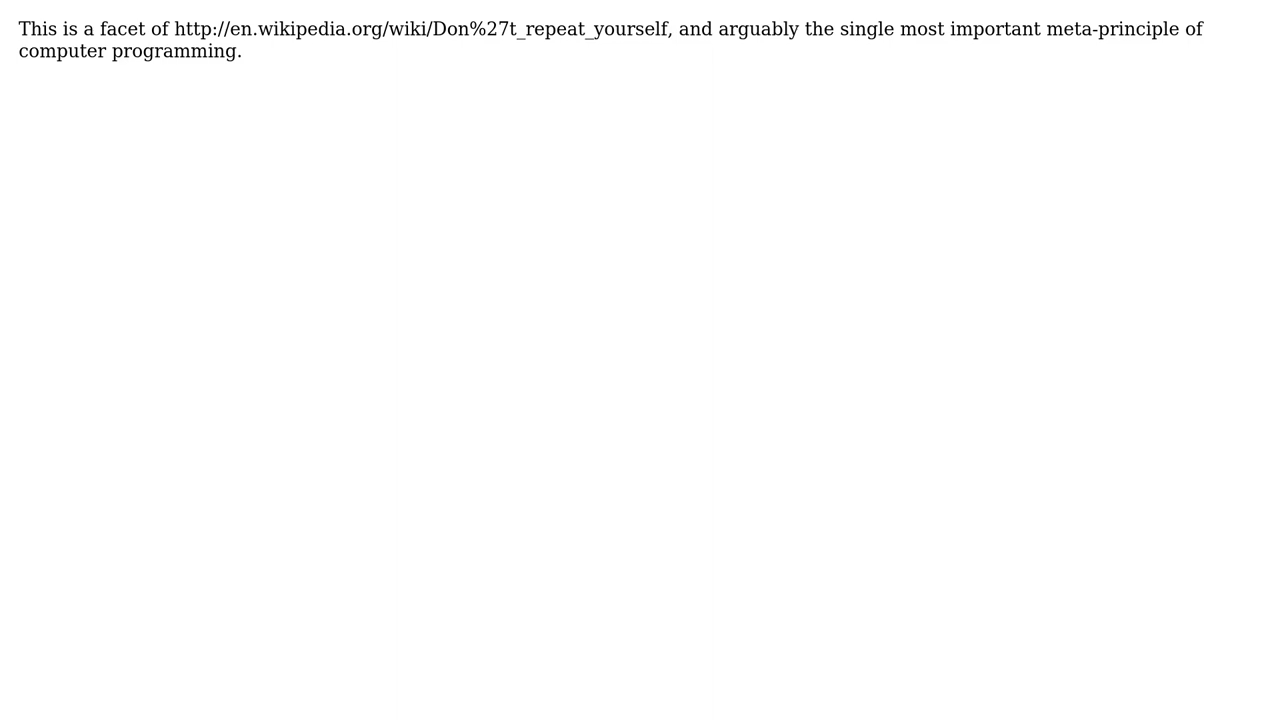 This is a facet of http://en.wikipedia.org/wiki/Don%27t_repeat_yourself, and arguably the single most important meta-principle of
computer programming.